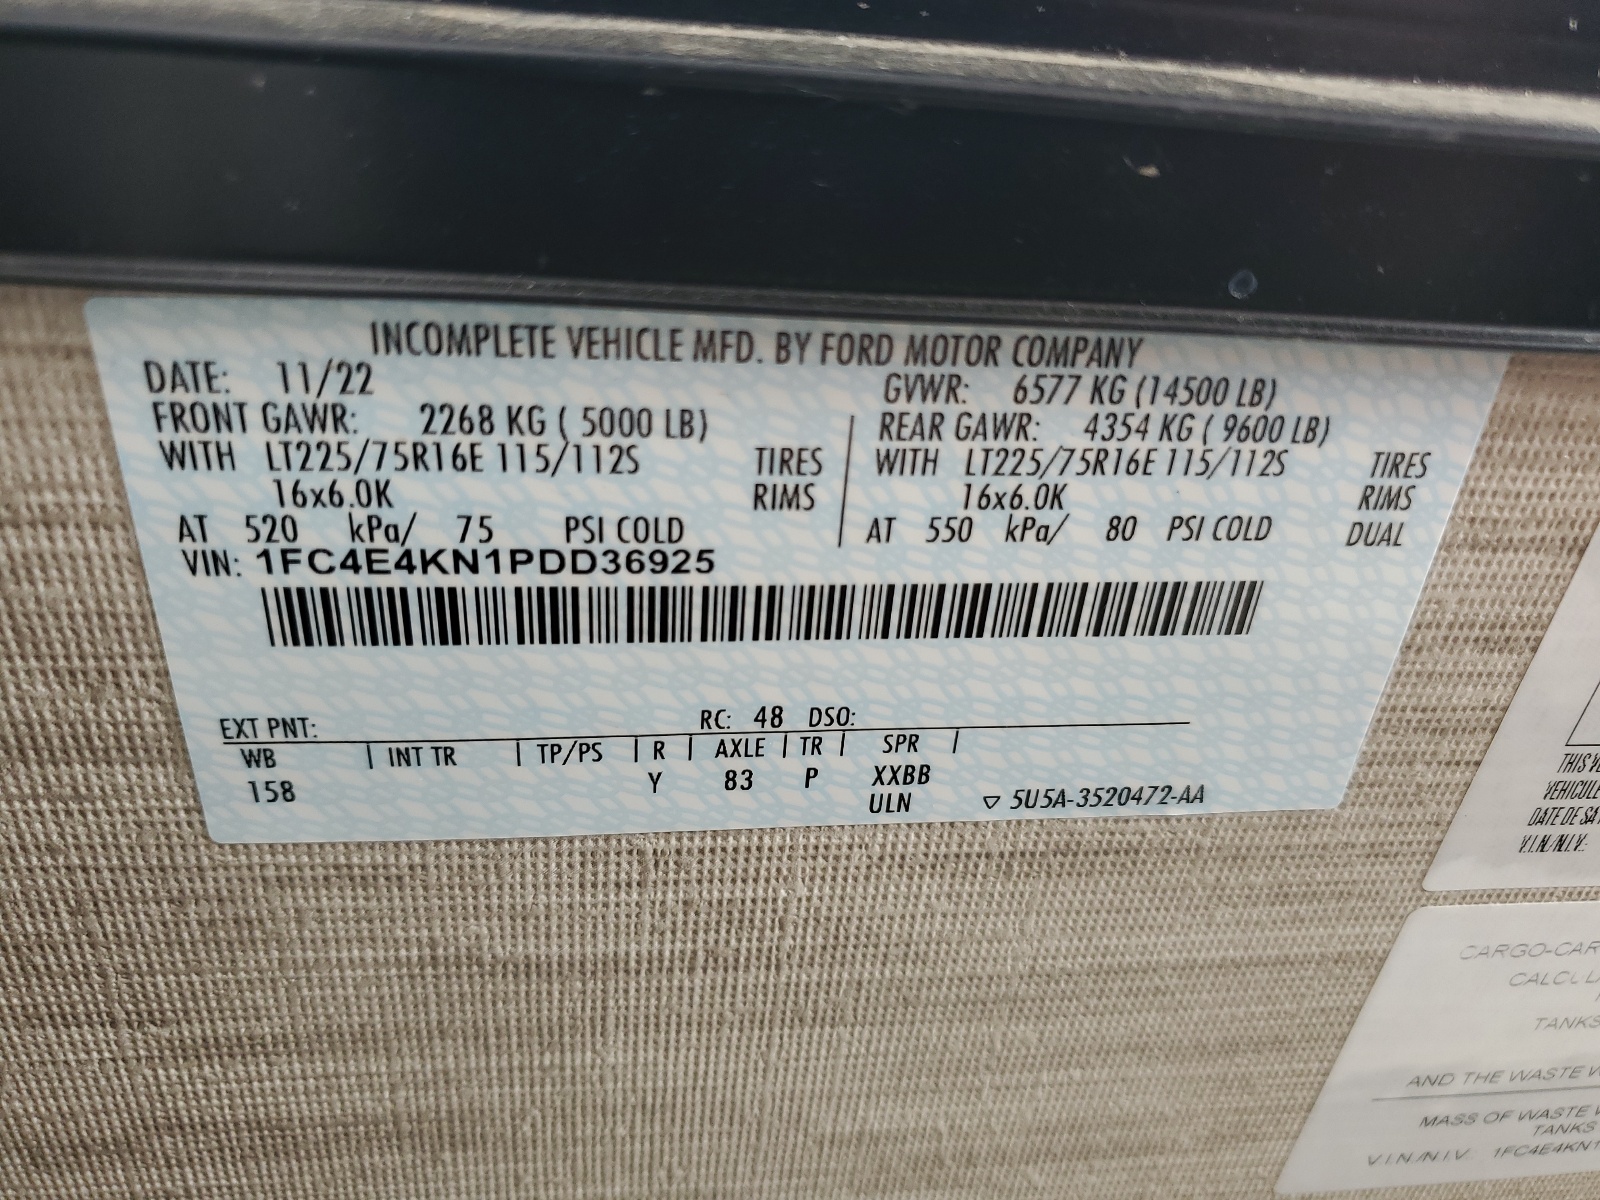 INCOMPLETE VEHICLE MFD. BY FORD MOTOR COMPANY
DATE: 11/22 GVWR: 6577 KG (14500 LB)
FRONT GAWR: 2268 KG ( 5000 LB) REAR GAWR: 4354 KG ( 9600 LB)
WITH LT225/75R16E 115/112S TIRES WITH LT225/75R16E 115/112S TIRES
16x6.0K RIMS 16x6.0K RIMS
AT 520 kPa/ 75 PSI COLD AT 550 kPa/ 80 PSI COLD DUAL
VIN: 1FC4E4KN1PDD36925
EXT PNT: RC: 48 DSO:
WB INT TR TP/PS R AXLE TR SPR
158 Y 83 P XXBB
ULN ▽ 5U5A-3520472-AA
THIS
VEHICULE
DATE DE
V.I.N./N.I.V.:
CARGO-CAR
TANKS
AND THE WASTE
MASS OF WASTE
TANKS
V.I.N./N.I.V. 1FC4E4KN1